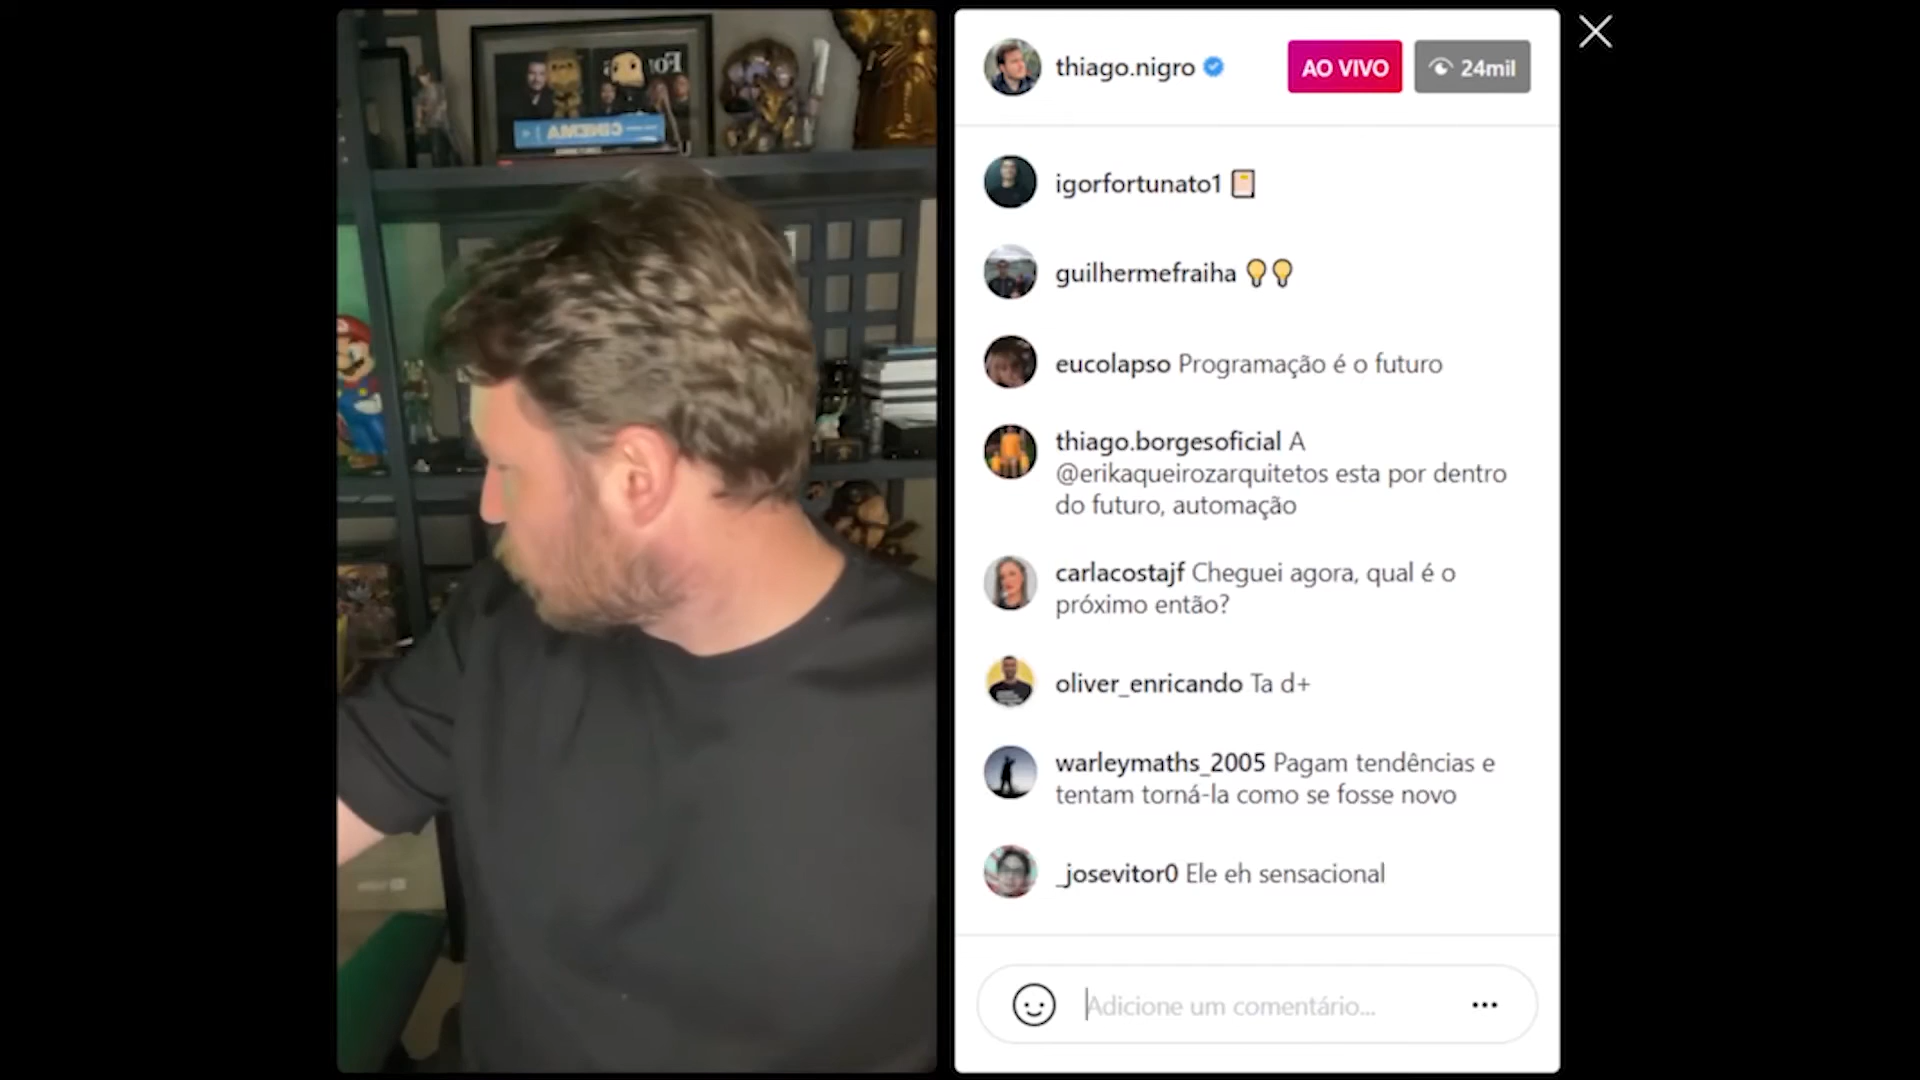 CINEMA
thiago.nigro
AO VIVO
24mil
igorfortunato1
guilhermefraiha
eucolapso Programação é o futuro
thiago.borgesoficial A
@erikaqueirozarquitetos esta por dentro
do futuro, automação
carlacostajf Cheguei agora, qual é o
próximo então?
oliver_enricando Ta d+
warleymaths_2005 Pagam tendências e
tentam torná-la como se fosse novo
_josevitor0 Ele eh sensacional
Adicione um comentário...